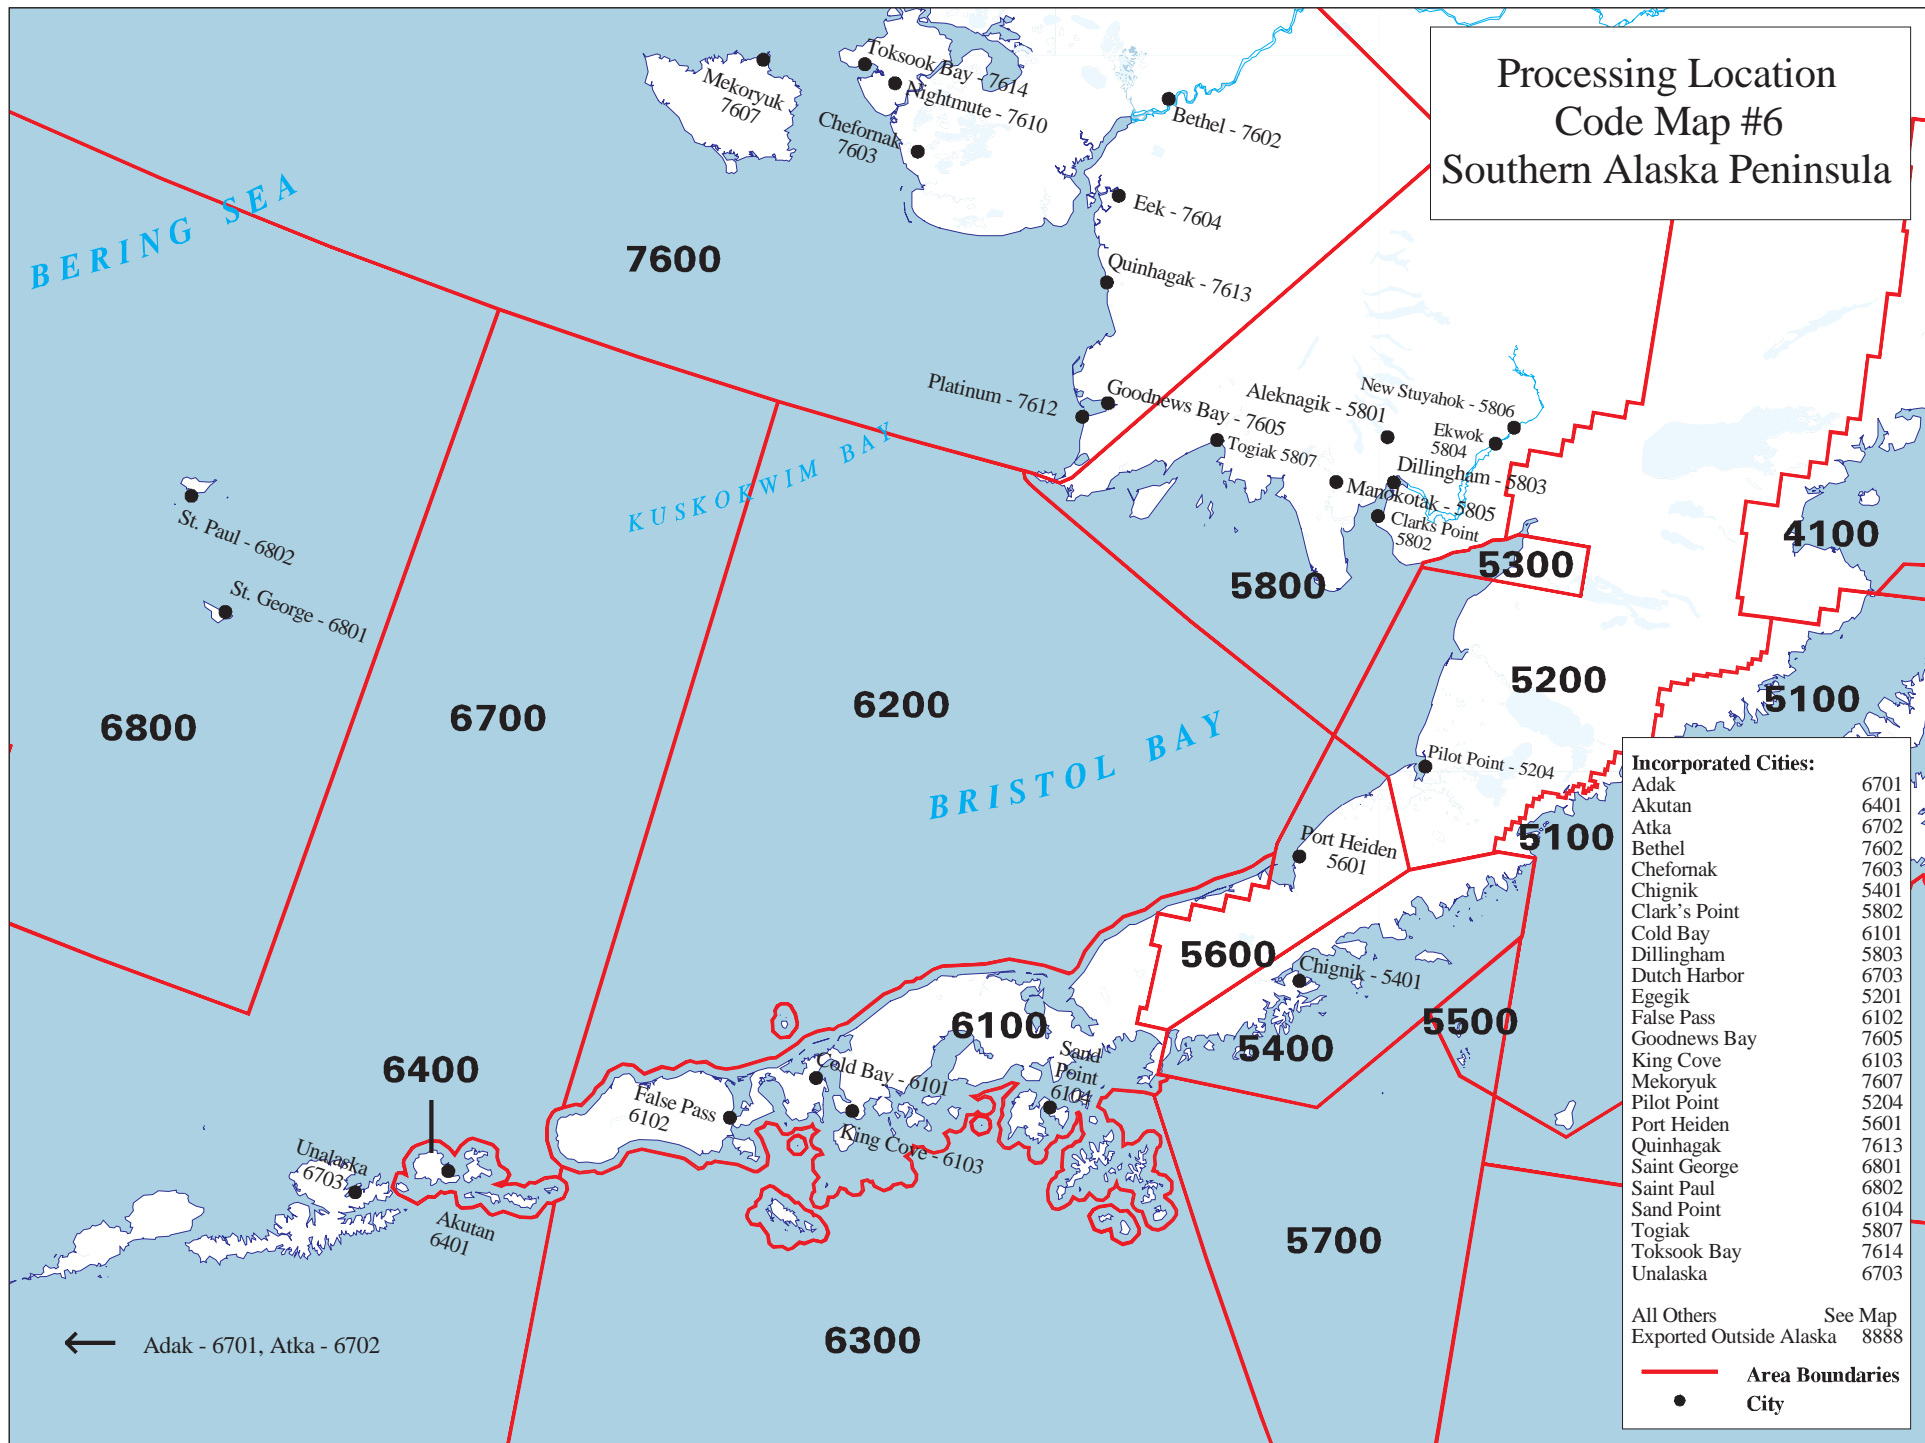 Processing Location
Code Map #6
Southern Alaska Peninsula
Toksook Bay - 7614
Mekoryuk
7607
Nightmute - 7610
Bethel - 7602
Chefornak
7603
BERING SEA
Eek - 7604
7600
Quinhagak - 7613
Platinum - 7612
Goodnews Bay - 7605
Aleknagik - 5801
New Stuyahok - 5806
Ekwok
5804
Togiak 5807
Dillingham - 5803
Manokotak - 5805
Clarks Point
5802
KUSKOKWIM BAY
St. Paul - 6802
St. George - 6801
4100
5300
5800
5200
5100
6800
6700
6200
BRISTOL BAY
Pilot Point - 5204
5100
Port Heiden
5601
5600
Chignik - 5401
5500
5400
6100
Sand
Point
6104
6400
Cold Bay - 6101
False Pass
6102
King Cove - 6103
Unalaska
6703
Akutan
6401
5700
6300
Adak - 6701, Atka - 6702
Incorporated Cities:
Adak 6701
Akutan 6401
Atka 6702
Bethel 7602
Chefornak 7603
Chignik 5401
Clark's Point 5802
Cold Bay 6101
Dillingham 5803
Dutch Harbor 6703
Egegik 5201
False Pass 6102
Goodnews Bay 7605
King Cove 6103
Mekoryuk 7607
Pilot Point 5204
Port Heiden 5601
Quinhagak 7613
Saint George 6801
Saint Paul 6802
Sand Point 6104
Togiak 5807
Toksook Bay 7614
Unalaska 6703
All Others See Map
Exported Outside Alaska 8888
Area Boundaries
City